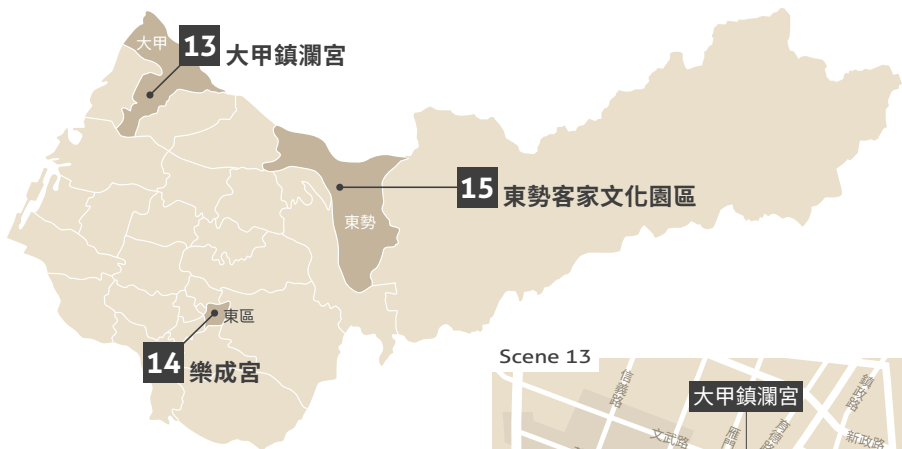 大甲
13 大甲鎮瀾宮
15 東勢客家文化園區
東勢
東區
14 樂成宮
Scene 13
信義路
大甲鎮瀾宮
鎮政路
文武路
雁門
新政路